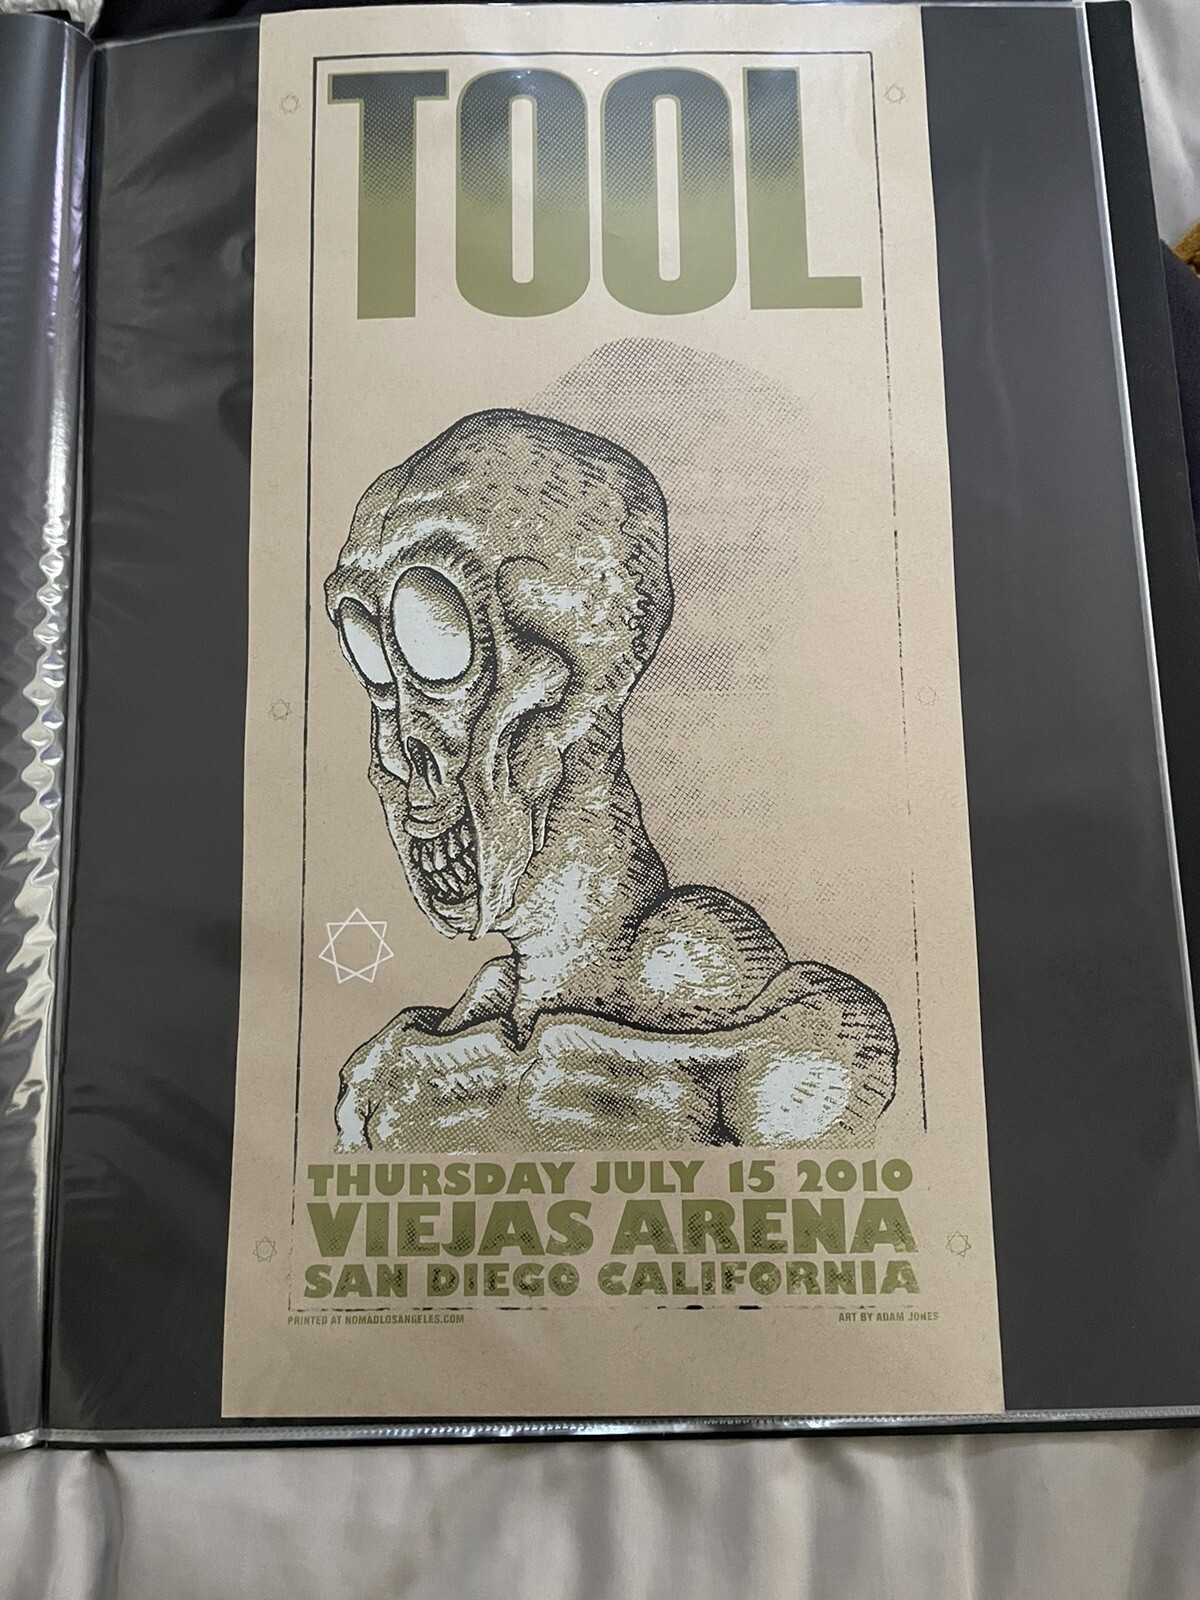 TOOL
THURSDAY JULY 15 2010
VIEJAS ARENA
SAN DIEGO CALIFORNIA
PRINTED AT NOMADLOSANGELES.COM
ART BY ADAM JONES